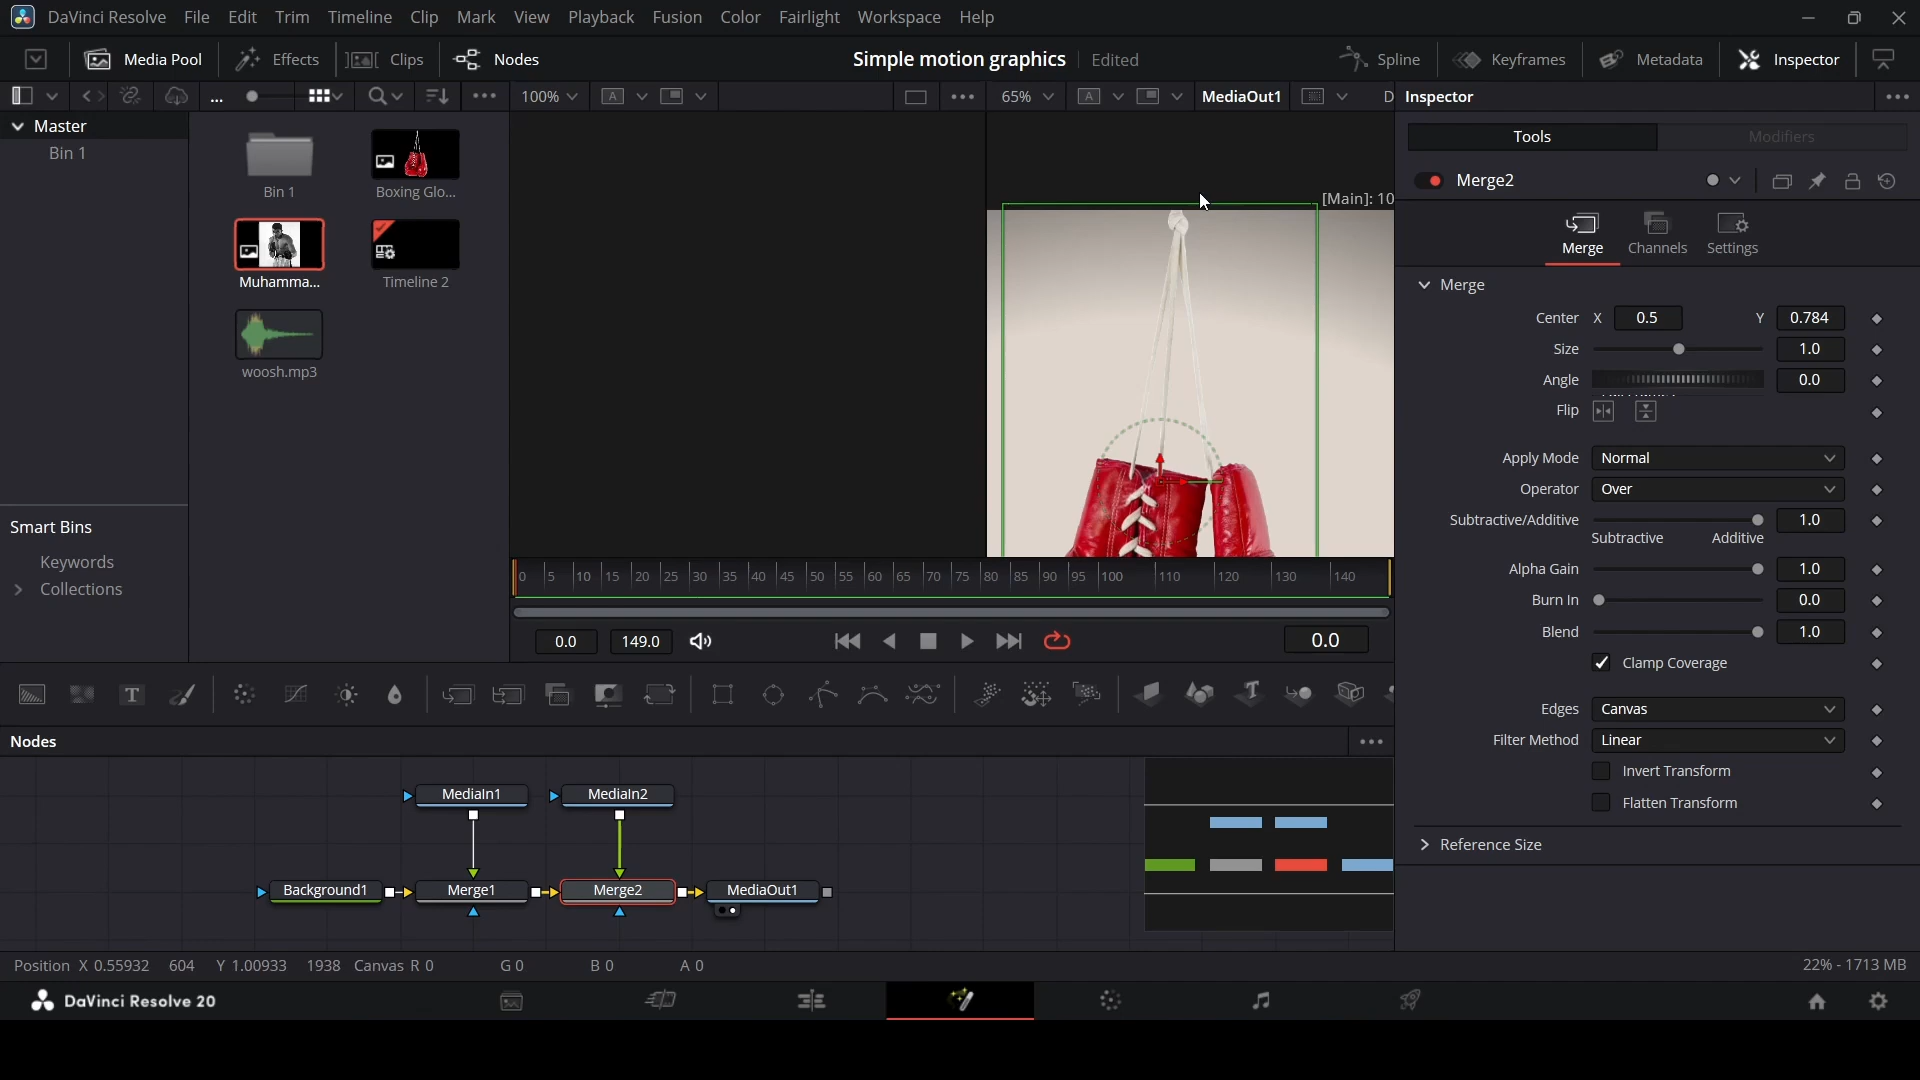 DaVinci Resolve File Edit Trim Timeline Clip Mark View Playback Fusion Color Fairlight Workspace Help
Media Pool Effects Clips Nodes Simple motion graphics Edited Spline Keyframes Metadata Inspector
... 100% A 65% A MediaOut1 D Inspector
Master
Bin 1
Bin 1
Boxing Glo...
Muhamma...
Timeline 2
woosh.mp3
Smart Bins
Keywords
Collections
[Main]: 10
0 5 10 15 20 25 30 35 40 45 50 55 60 65 70 75 80 85 90 95 100 110 120 130 140
0.0 149.0 0.0
Tools Modifiers
Merge2
Merge Channels Settings
Merge
Center X 0.5 Y 0.784
Size 1.0
Angle 0.0
Flip
Apply Mode Normal
Operator Over
Subtractive/Additive 1.0
Subtractive Additive
Alpha Gain 1.0
Burn In 0.0
Blend 1.0
Clamp Coverage
Edges Canvas
Filter Method Linear
Invert Transform
Flatten Transform
Reference Size
Nodes
MediaIn1 MediaIn2
Background1 Merge1 Merge2 MediaOut1
Position X 0.55932 604 Y 1.00933 1938 Canvas R 0 G 0 B 0 A 0 22% - 1713 MB
DaVinci Resolve 20